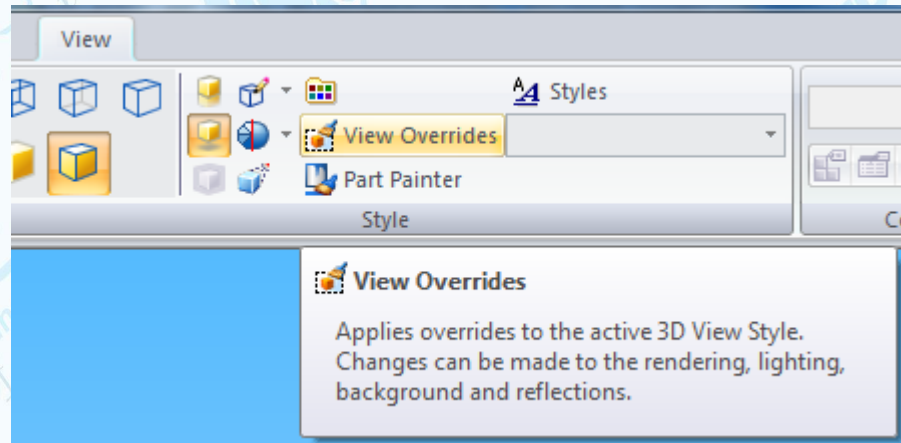 View
Styles
View Overrides
Part Painter
Style
View Overrides
Applies overrides to the active 3D View Style.
Changes can be made to the rendering, lighting,
background and reflections.